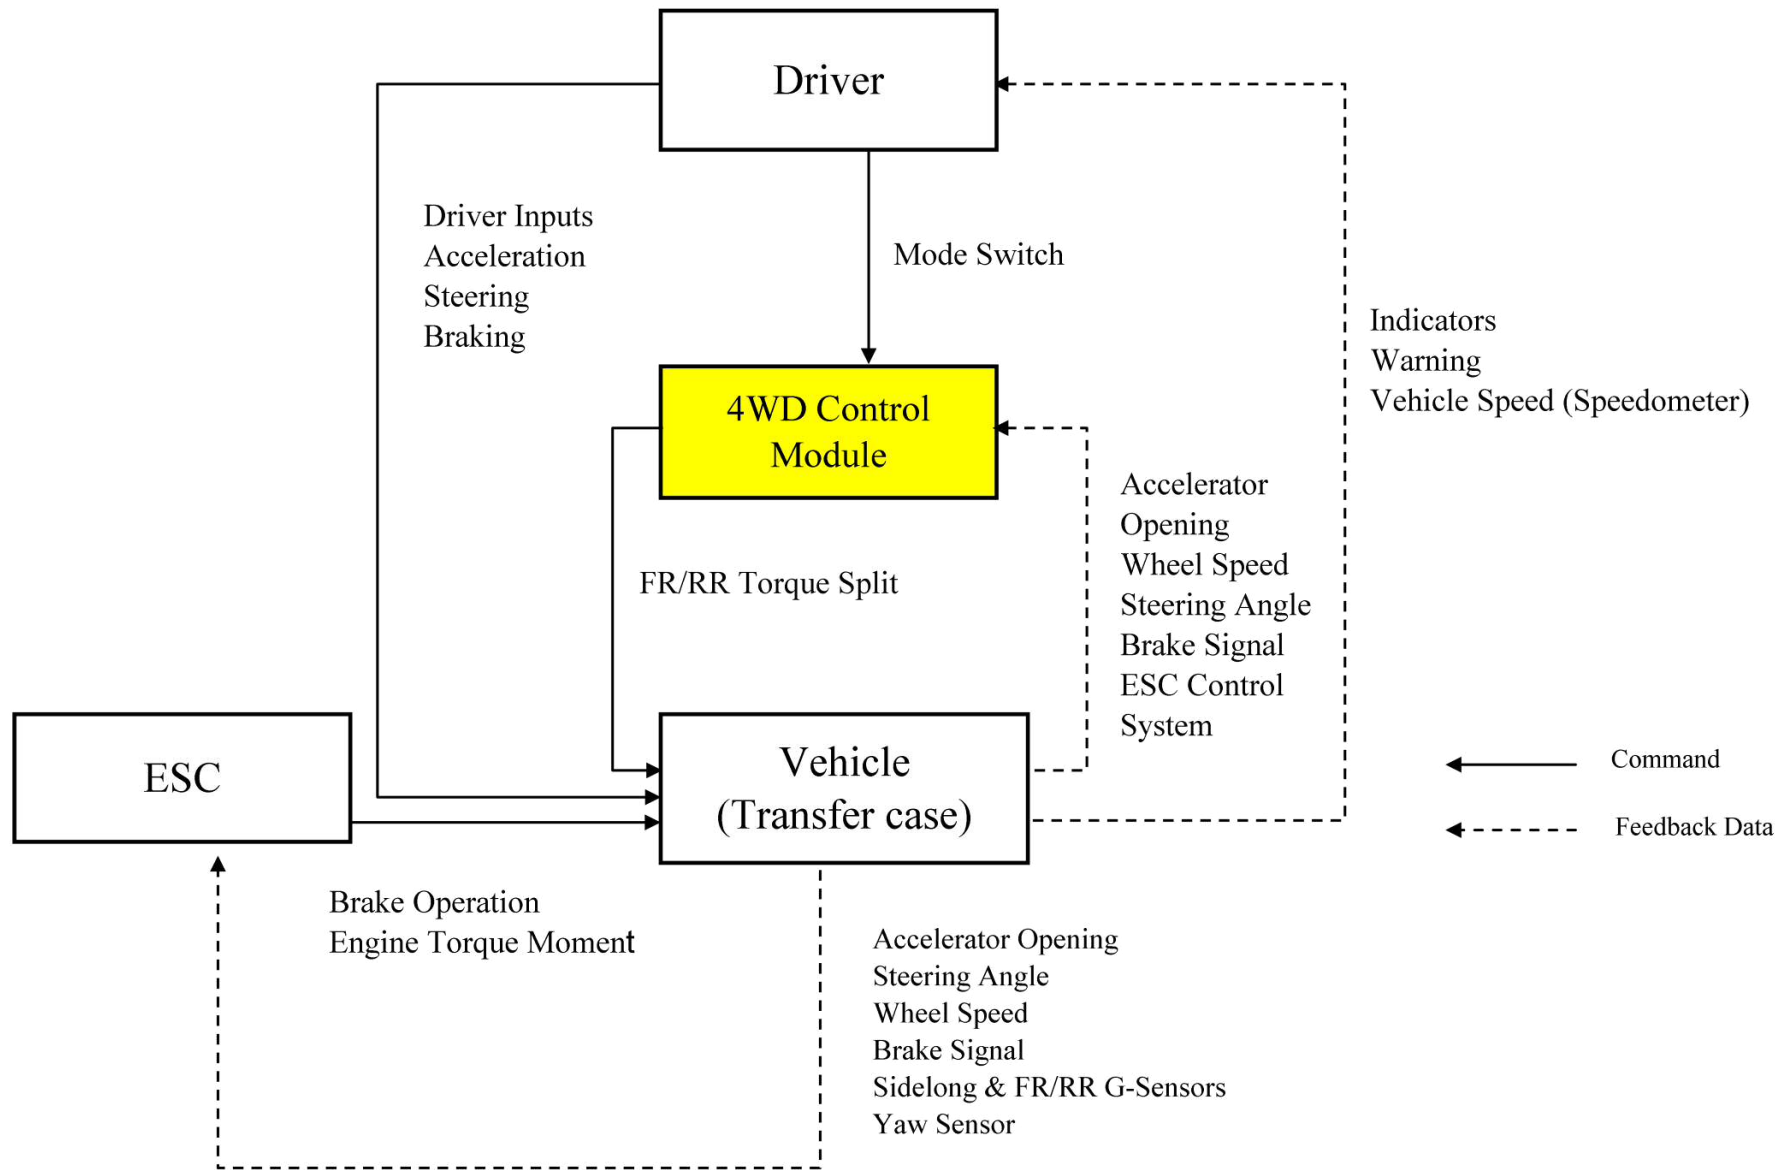 Driver
Driver Inputs
Acceleration
Steering
Braking
Mode Switch
Indicators
Warning
Vehicle Speed (Speedometer)
4WD Control
Module
Accelerator
Opening
Wheel Speed
Steering Angle
Brake Signal
ESC Control
System
FR/RR Torque Split
ESC
Vehicle
(Transfer case)
Command
Feedback Data
Brake Operation
Engine Torque Moment
Accelerator Opening
Steering Angle
Wheel Speed
Brake Signal
Sidelong & FR/RR G-Sensors
Yaw Sensor